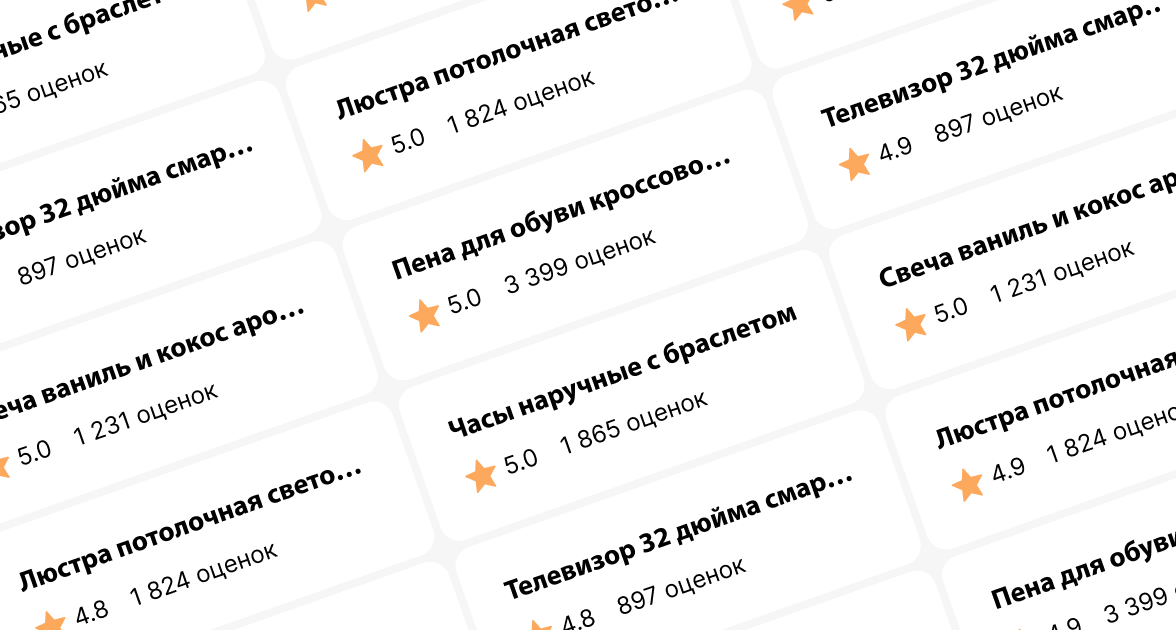 ные с брасле
65 оценок
зор 32 дюйма смар...
897 оценок
еча ваниль и кокос аро...
5.0 1 231 оценок
Люстра потолочная свето...
4.8 1 824 оценок
Люстра потолочная свето...
5.0 1 824 оценок
Пена для обуви кроссово...
5.0 3 399 оценок
Часы наручные с браслетом
5.0 1 865 оценок
Телевизор 32 дюйма смар...
4.8 897 оценок
Телевизор 32 дюйма смар...
4.9 897 оценок
Свеча ваниль и кокос ар
5.0 1 231 оценок
Люстра потолочная
4.9 1 824 оцено
Пена для обуви
4.9 3 399